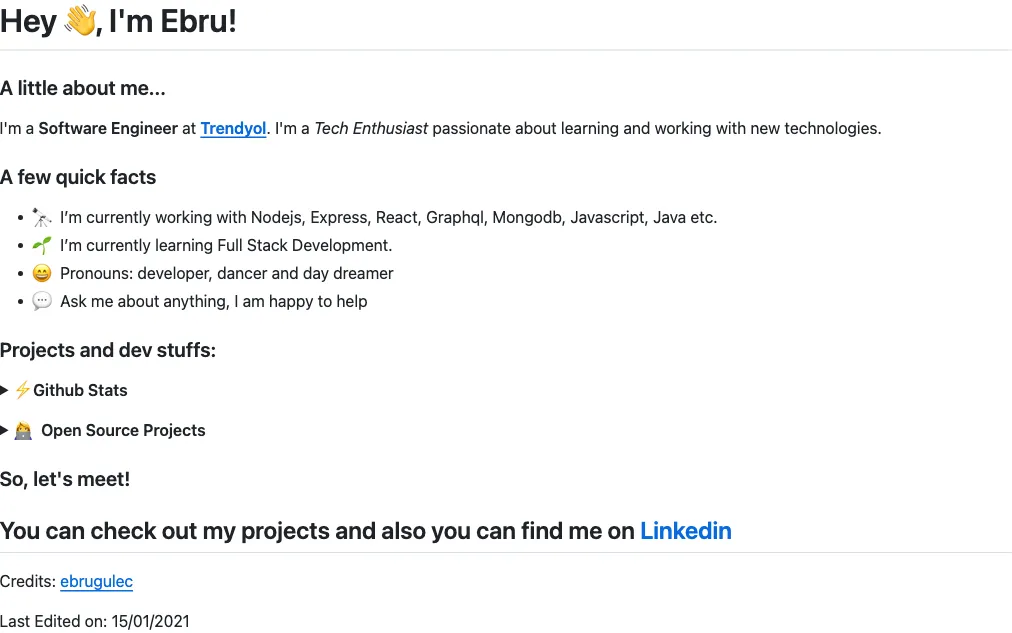 Hey 👋, I'm Ebru!
A little about me...
I'm a Software Engineer at Trendyol. I'm a Tech Enthusiast passionate about learning and working with new technologies.
A few quick facts
• 🔭 I’m currently working with Nodejs, Express, React, Graphql, Mongodb, Javascript, Java etc.
• 🌱 I’m currently learning Full Stack Development.
• 😄 Pronouns: developer, dancer and day dreamer
• 💬 Ask me about anything, I am happy to help
Projects and dev stuffs:
▶ ⚡Github Stats
▶ 👩‍💻 Open Source Projects
So, let's meet!
You can check out my projects and also you can find me on Linkedin
Credits: ebrugulec
Last Edited on: 15/01/2021